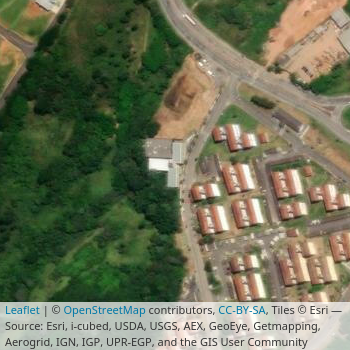 Leaflet | © OpenStreetMap contributors, CC-BY-SA, Tiles © Esri —
Source: Esri, i-cubed, USDA, USGS, AEX, GeoEye, Getmapping,
Aerogrid, IGN, IGP, UPR-EGP, and the GIS User Community